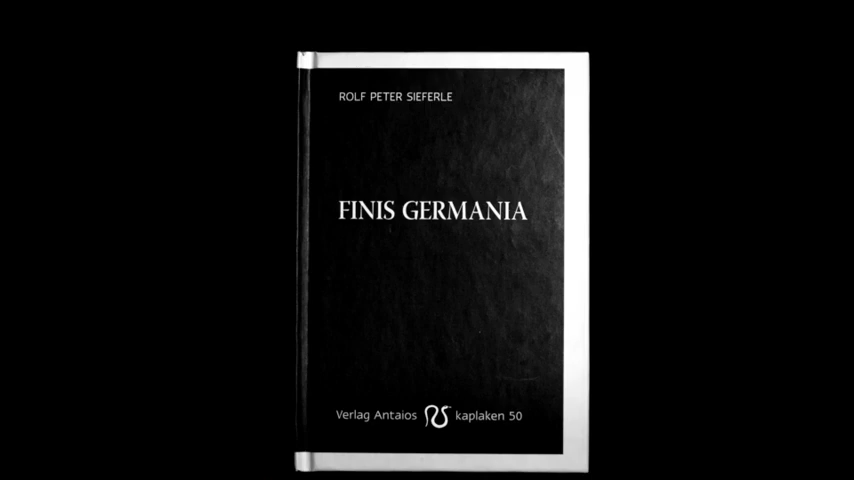 ROLF PETER SIEFERLE
FINIS GERMANIA
Verlag Antaios kaplaken 50